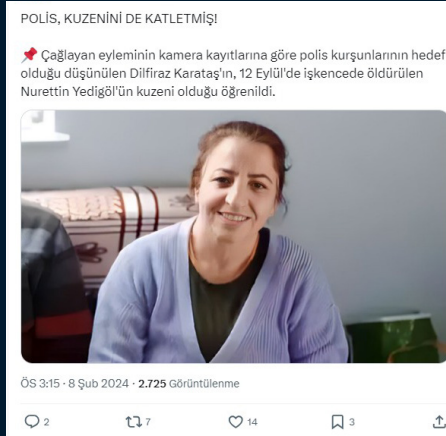 POLİS, KUZENİNİ DE KATLETMİŞ!
📌 Çağlayan eyleminin kamera kayıtlarına göre polis kurşunlarının hedef
olduğu düşünülen Dilfiraz Karataş'ın, 12 Eylül'de işkencede öldürülen
Nurettin Yedigöl'ün kuzeni olduğu öğrenildi.
ÖS 3:15 · 8 Şub 2024 · 2.725 Görüntülenme
2 7 14 3